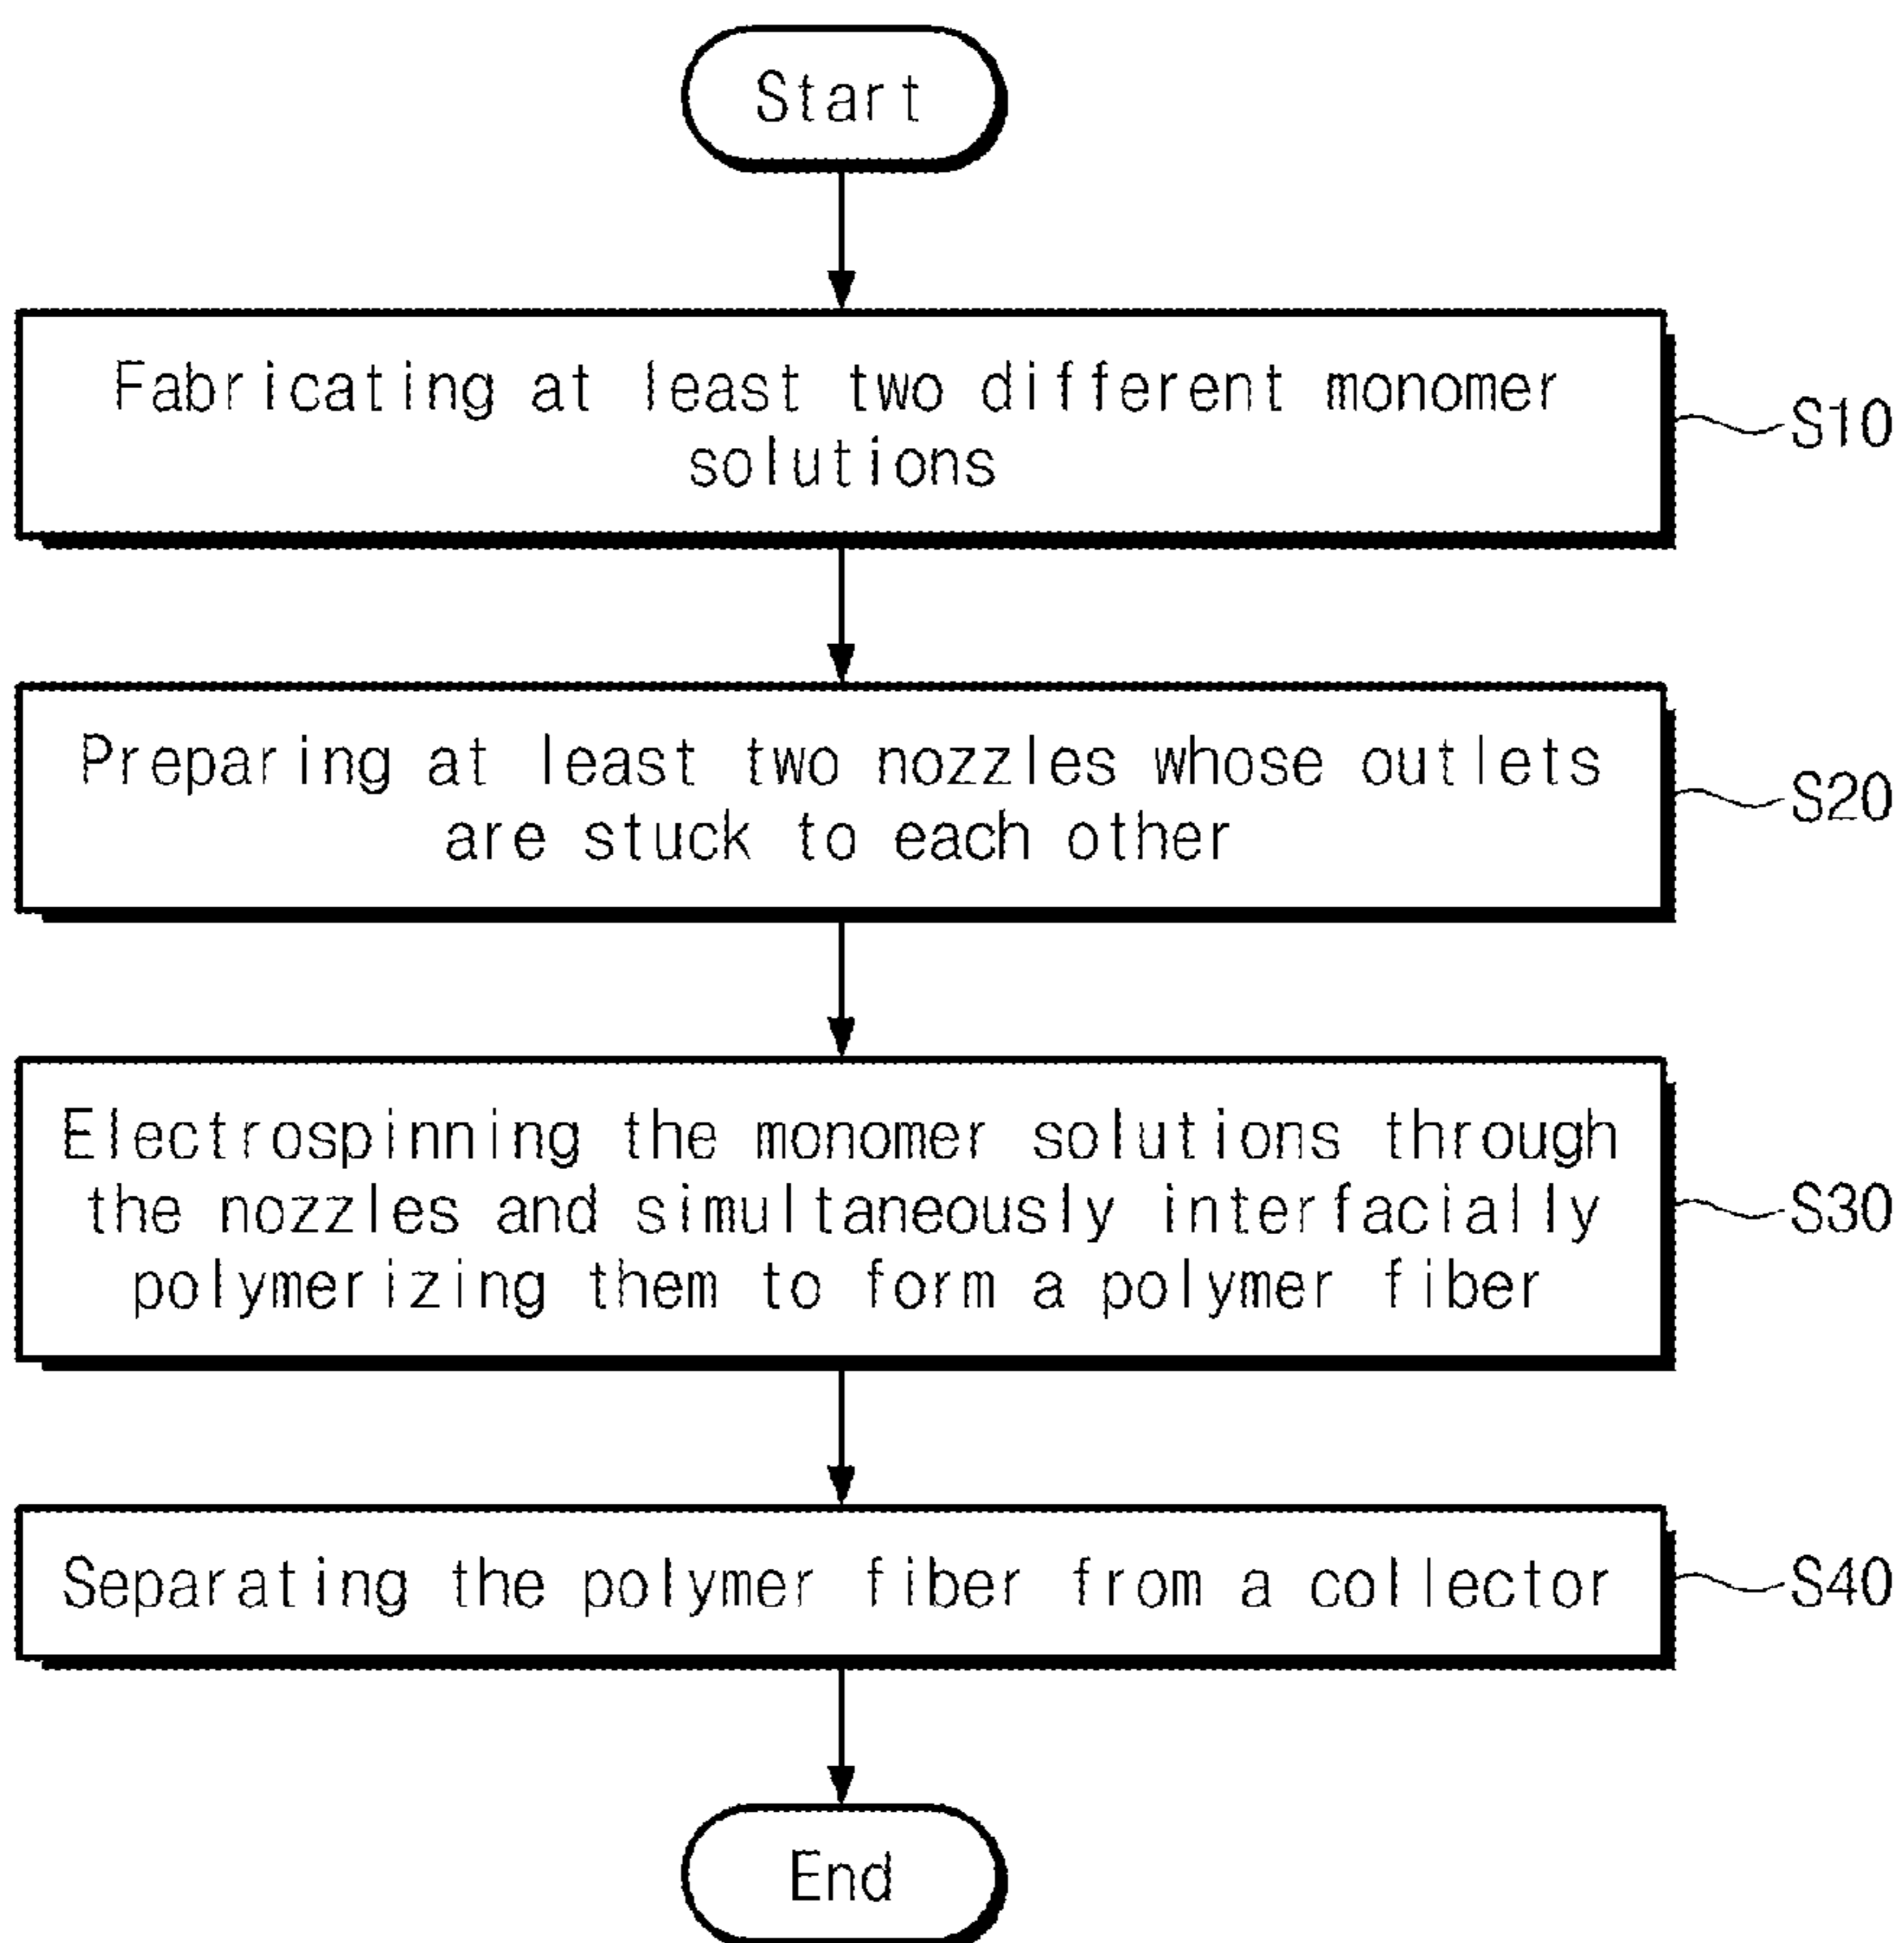 Start
Fabricating at least two different monomer
solutions
S10
Preparing at least two nozzles whose outlets
are stuck to each other
S20
Electrospinning the monomer solutions through
the nozzles and simultaneously interfacially
polymerizing them to form a polymer fiber
S30
Separating the polymer fiber from a collector
S40
End